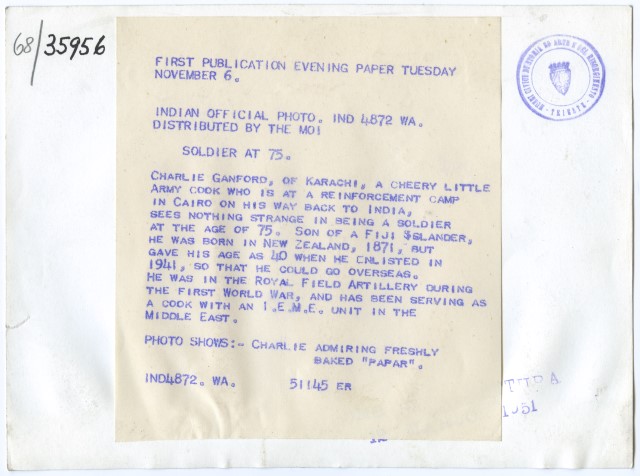 68/35956
FIRST PUBLICATION EVENING PAPER TUESDAY
NOVEMBER 6.
INDIAN OFFICIAL PHOTO. IND 4872 WA.
DISTRIBUTED BY THE MOI
SOLDIER AT 75.
CHARLIE GANFORD, OF KARACHI, A CHEERY LITTLE
ARMY COOK WHO IS AT A REINFORCEMENT CAMP
IN CAIRO ON HIS WAY BACK TO INDIA,
SEES NOTHING STRANGE IN BEING A SOLDIER
AT THE AGE OF 75. SON OF A FIJI $SLANDER,
HE WAS BORN IN NEW ZEALAND, 1871, BUT
GAVE HIS AGE AS 40 WHEN HE ENLISTED IN
1941, SO THAT HE COULD GO OVERSEAS.
HE WAS IN THE ROYAL FIELD ARTILLERY DURING
THE FIRST WORLD WAR, AND HAS BEEN SERVING AS
A COOK WITH AN I.E.M.E. UNIT IN THE
MIDDLE EAST.
PHOTO SHOWS:- CHARLIE ADMIRING FRESHLY
BAKED "PAPAR".
IND4872. WA. 51145 ER
1951